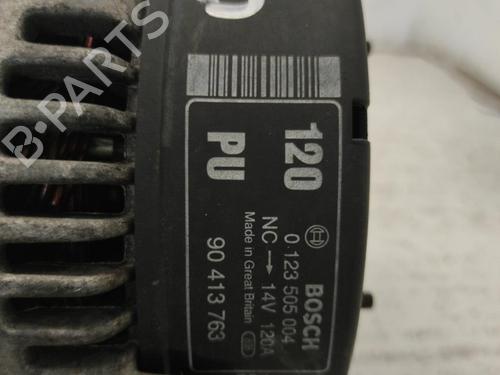 120
PU
BOSCH
0 123 505 004
NC → 14V 120A
Made in Great Britain
90 413 763
B-PARTS